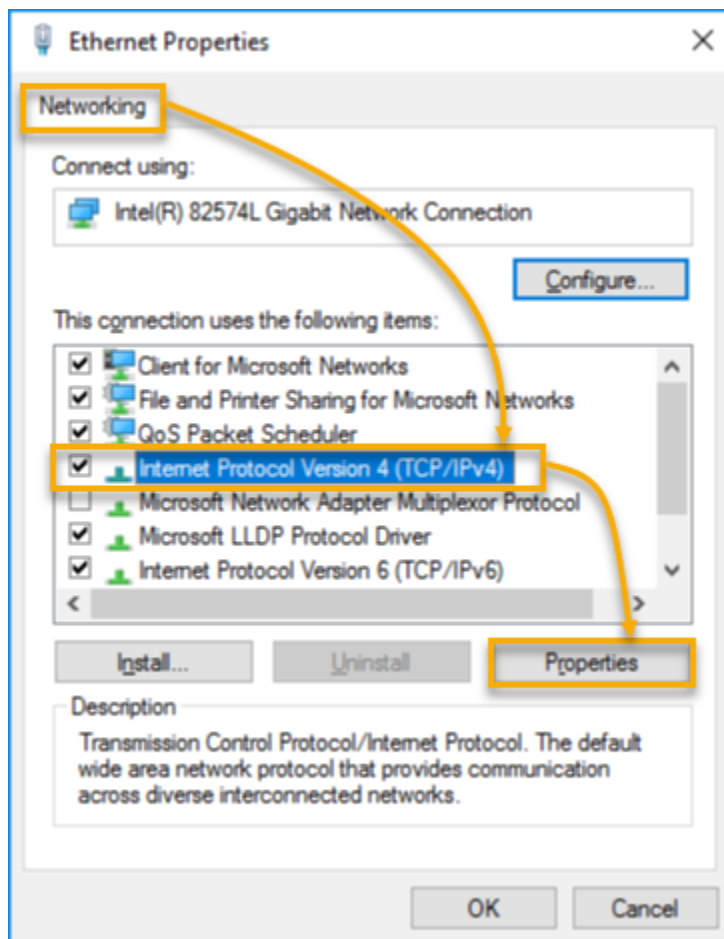 Ethernet Properties
Networking
Connect using:
Intel(R) 82574L Gigabit Network Connection
Configure...
This connection uses the following items:
Client for Microsoft Networks
File and Printer Sharing for Microsoft Networks
QoS Packet Scheduler
Internet Protocol Version 4 (TCP/IPv4)
Microsoft Network Adapter Multiplexor Protocol
Microsoft LLDP Protocol Driver
Internet Protocol Version 6 (TCP/IPv6)
Install... Uninstall Properties
Description
Transmission Control Protocol/Internet Protocol. The default
wide area network protocol that provides communication
across diverse interconnected networks.
OK Cancel